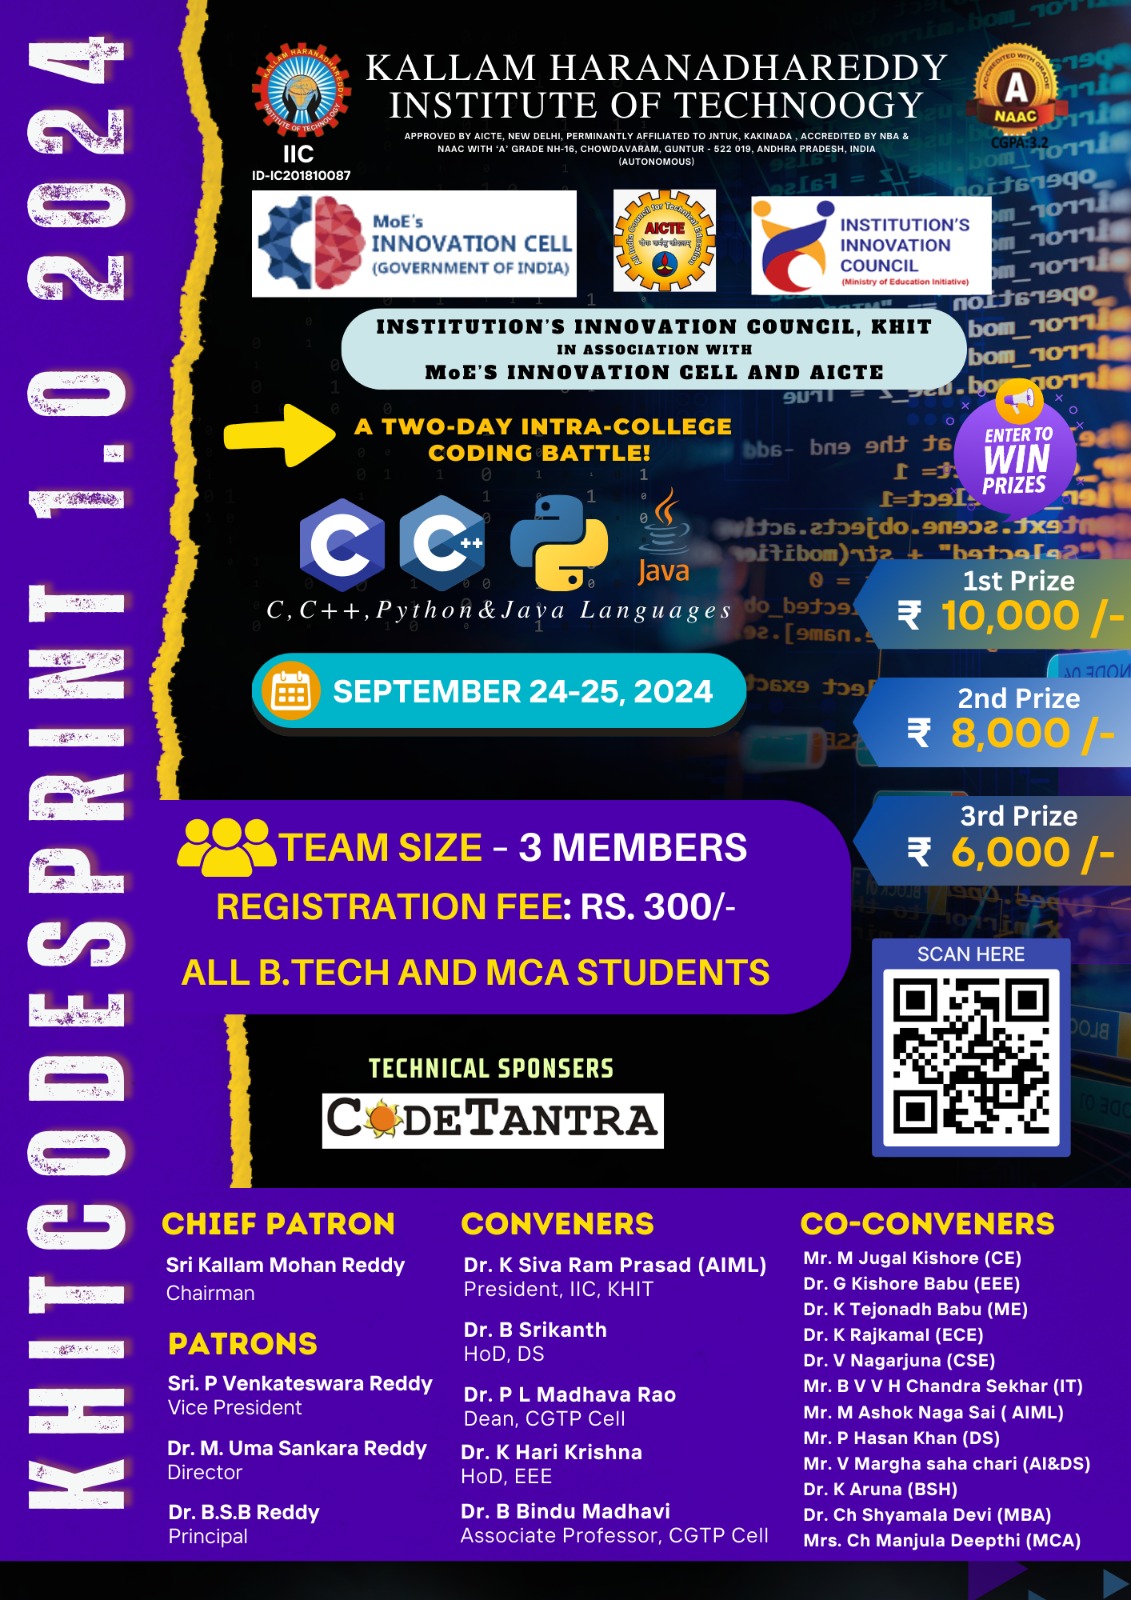 KHITCODESPRINT 1.0 2024
KALLAM HARANADHAREDDY
INSTITUTE OF TECHNOOGY
APPROVED BY AICTE, NEW DELHI, PERMINANTLY AFFILIATED TO JNTUK, KAKINADA , ACCREDITED BY NBA &
NAAC WITH 'A' GRADE NH-16, CHOWDAVARAM, GUNTUR - 522 019, ANDHRA PRADESH, INDIA
(AUTONOMOUS)
IIC
ID-IC201810087
ACCREDITED WITH GRADE
A
NAAC
CGPA:3.2
MoE's
INNOVATION CELL
(GOVERNMENT OF INDIA)
All India Council for Technical Education
AICTE
INSTITUTION'S
INNOVATION
COUNCIL
(Ministry of Education Initiative)
INSTITUTION'S INNOVATION COUNCIL, KHIT
IN ASSOCIATION WITH
MoE'S INNOVATION CELL AND AICTE
A TWO-DAY INTRA-COLLEGE
CODING BATTLE!
ENTER TO
WIN
PRIZES
C
C++
Java
C,C++,Python&Java Languages
1st Prize
₹ 10,000 /-
SEPTEMBER 24-25, 2024
2nd Prize
₹ 8,000 /-
3rd Prize
₹ 6,000 /-
TEAM SIZE - 3 MEMBERS
REGISTRATION FEE: RS. 300/-
ALL B.TECH AND MCA STUDENTS
SCAN HERE
TECHNICAL SPONSERS
CODETANTRA
CHIEF PATRON
Sri Kallam Mohan Reddy
Chairman
PATRONS
Sri. P Venkateswara Reddy
Vice President
Dr. M. Uma Sankara Reddy
Director
Dr. B.S.B Reddy
Principal
CONVENERS
Dr. K Siva Ram Prasad (AIML)
President, IIC, KHIT
Dr. B Srikanth
HoD, DS
Dr. P L Madhava Rao
Dean, CGTP Cell
Dr. K Hari Krishna
HoD, EEE
Dr. B Bindu Madhavi
Associate Professor, CGTP Cell
CO-CONVENERS
Mr. M Jugal Kishore (CE)
Dr. G Kishore Babu (EEE)
Dr. K Tejonadh Babu (ME)
Dr. K Rajkamal (ECE)
Dr. V Nagarjuna (CSE)
Mr. B V V H Chandra Sekhar (IT)
Mr. M Ashok Naga Sai ( AIML)
Mr. P Hasan Khan (DS)
Mr. V Margha saha chari (AI&DS)
Dr. K Aruna (BSH)
Dr. Ch Shyamala Devi (MBA)
Mrs. Ch Manjula Deepthi (MCA)